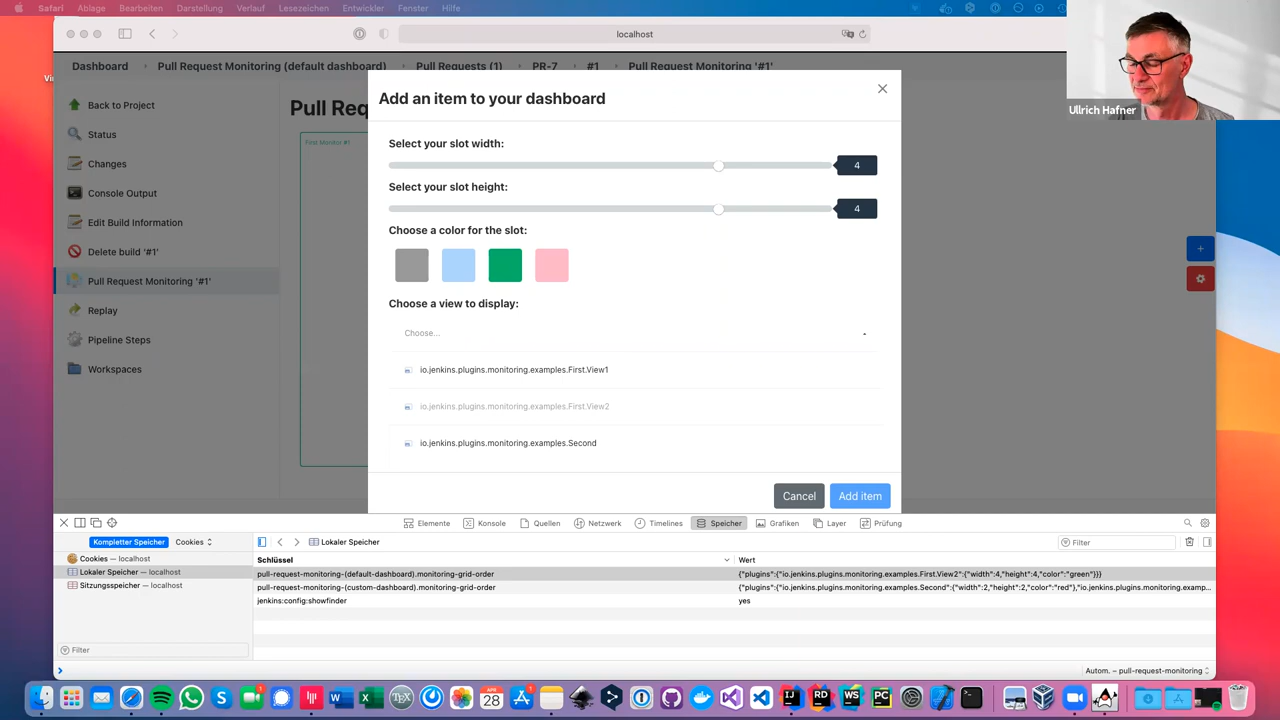 Safari Ablage Bearbeiten Darstellung Verlauf Lesezeichen Entwickler Fenster Hilfe
localhost
Dashboard Pull Request Monitoring (default dashboard) Pull Requests (1) PR-7 #1 Pull Request Monitoring '#1'
Ullrich Hafner
Back to Project
Status
Changes
Console Output
Edit Build Information
Delete build '#1'
Pull Request Monitoring '#1'
Replay
Pipeline Steps
Workspaces
Pull Req
First Monitor #1
Add an item to your dashboard
Select your slot width:
4
Select your slot height:
4
Choose a color for the slot:
Choose a view to display:
Choose...
io.jenkins.plugins.monitoring.examples.First.View1
io.jenkins.plugins.monitoring.examples.First.View2
io.jenkins.plugins.monitoring.examples.Second
Cancel Add item
Elemente Konsole Quellen Netzwerk Timelines Speicher Grafiken Layer Prüfung
Kompletter Speicher Cookies Lokaler Speicher Filter
Cookies — localhost
Lokaler Speicher — localhost
Sitzungsspeicher — localhost
Filter
Schlüssel Wert
pull-request-monitoring-(default-dashboard).monitoring-grid-order {"plugins":{"io.jenkins.plugins.monitoring.examples.First.View2":{"width":4,"height":4,"color":"green"}}}
pull-request-monitoring-(custom-dashboard).monitoring-grid-order {"plugins":{"io.jenkins.plugins.monitoring.examples.Second":{"width":2,"height":2,"color":"red"},"io.jenkins.plugins.monitoring.examp...
jenkins:config:showfinder yes
Autom. – pull-request-monitoring
APR
28